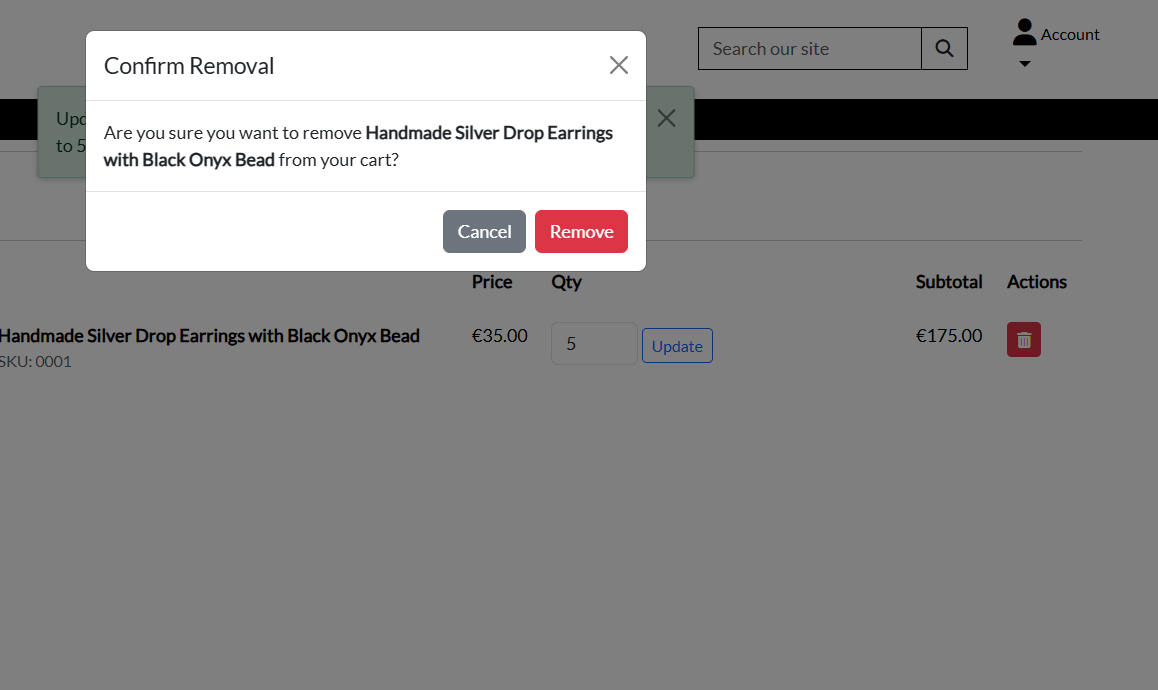 Search our site
Account
Confirm Removal
Are you sure you want to remove Handmade Silver Drop Earrings
with Black Onyx Bead from your cart?
to 5
Cancel
Remove
Price
Qty
Subtotal
Actions
Handmade Silver Drop Earrings with Black Onyx Bead
€35.00
5
Update
€175.00
SKU: 0001